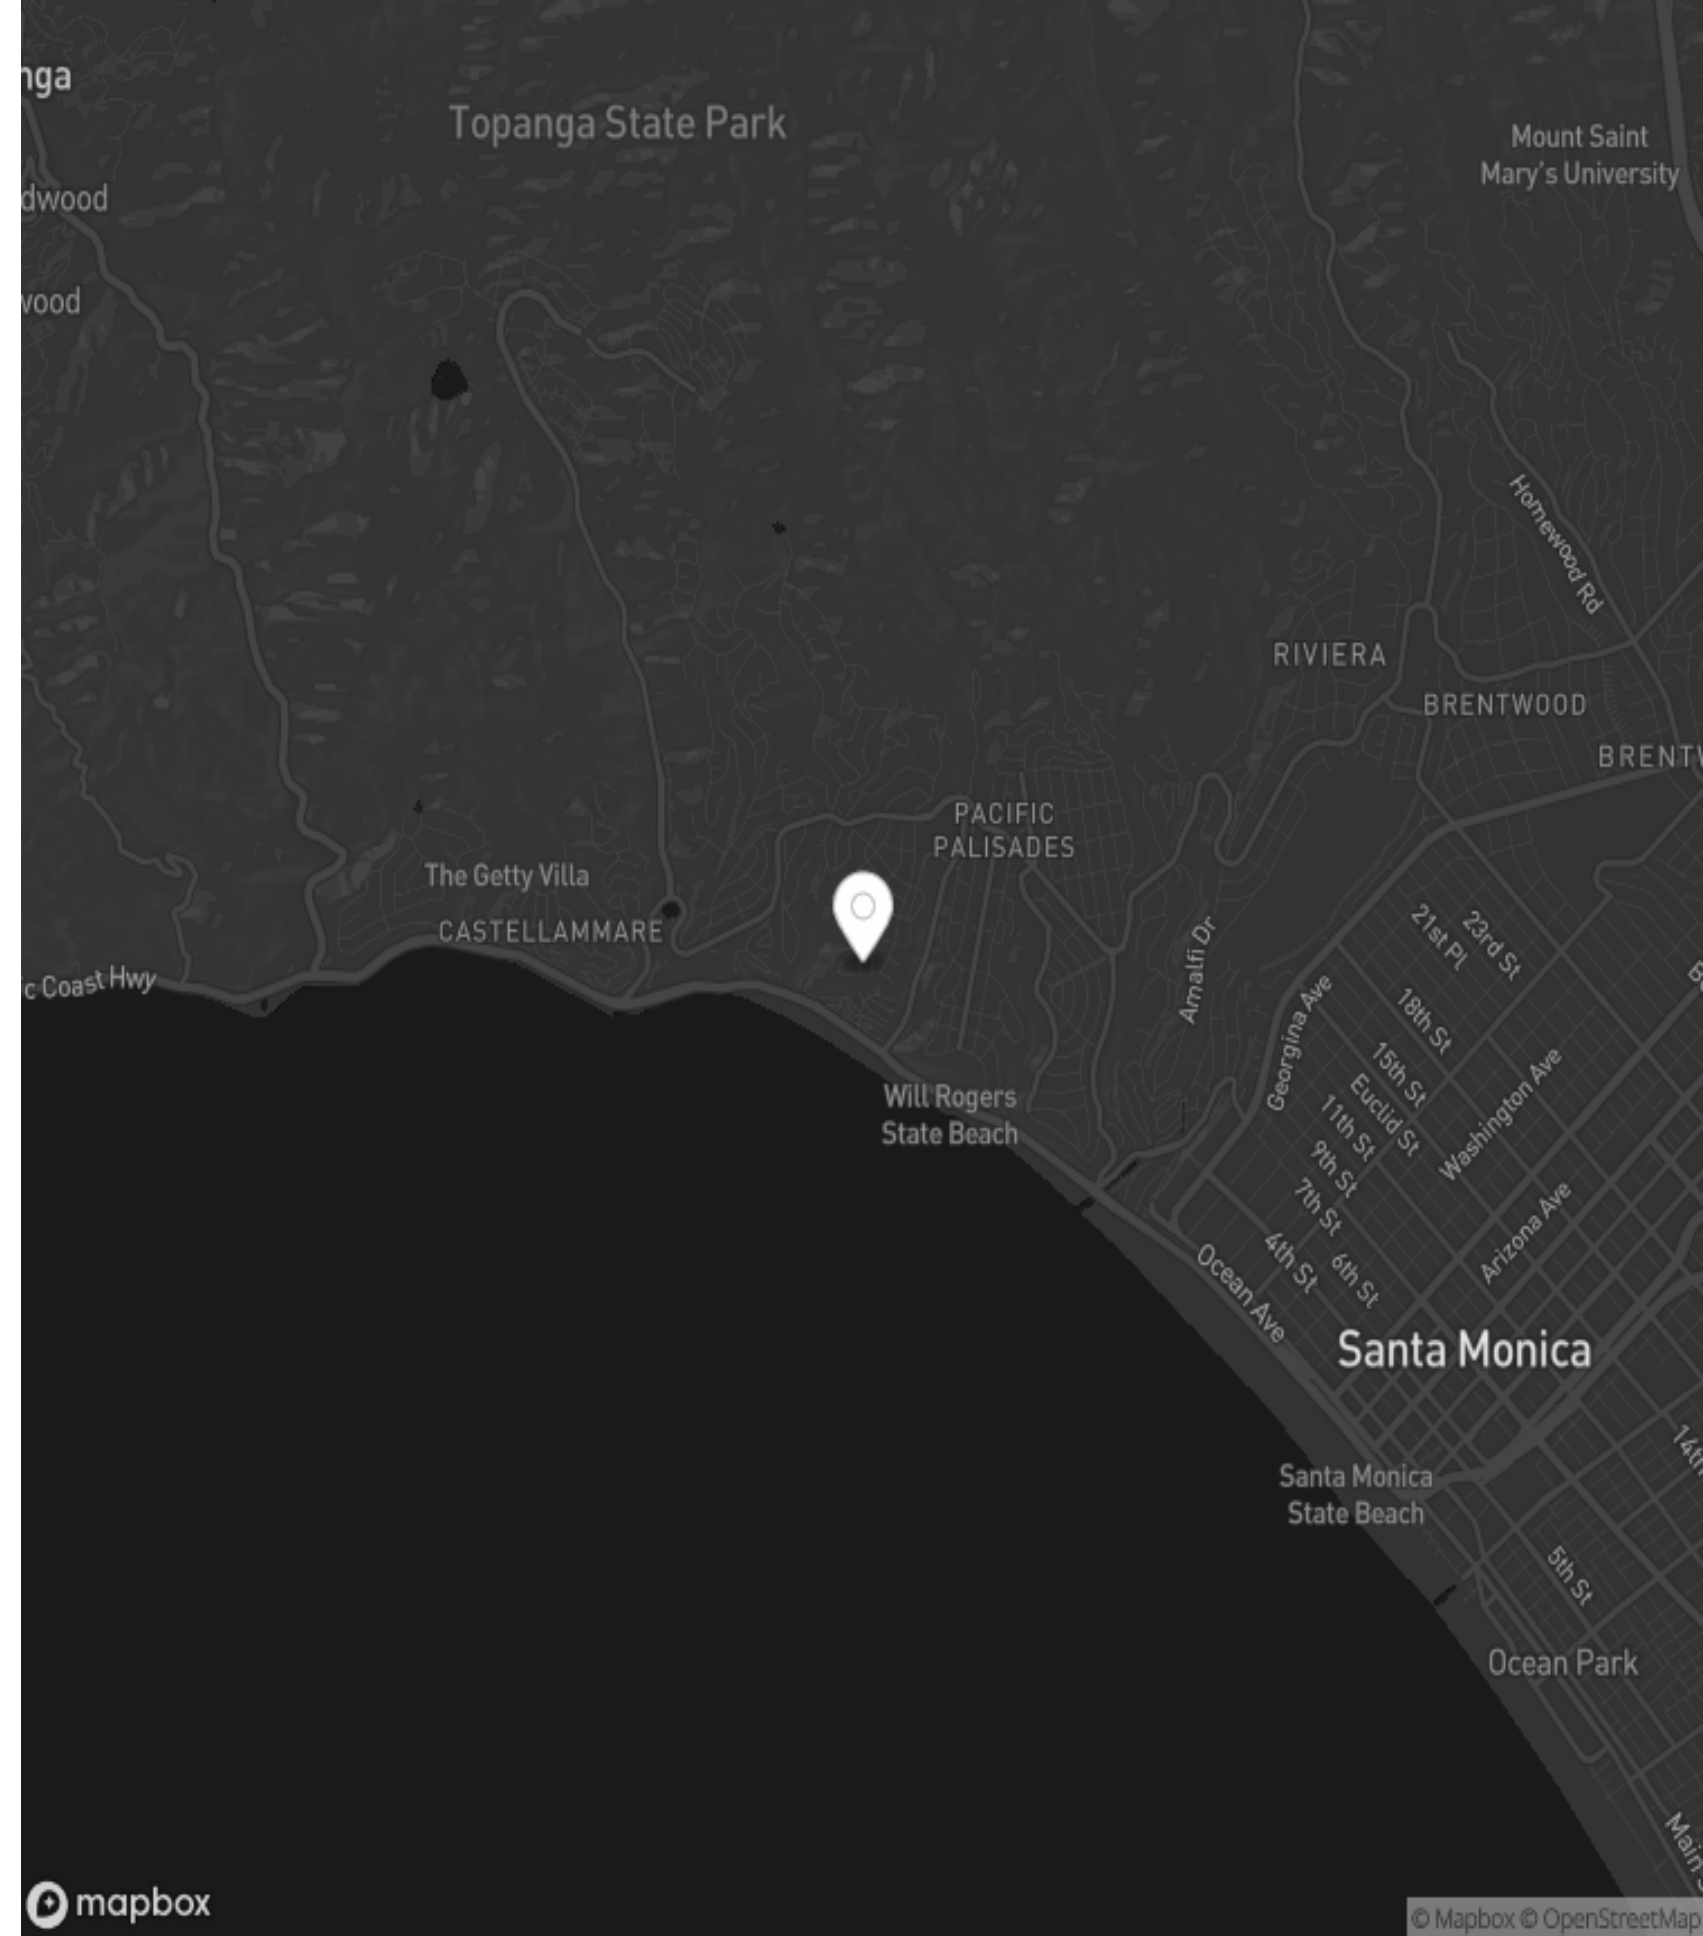 nga
Topanga State Park
Mount Saint
Mary's University
dwood
wood
Homewood Rd
RIVIERA
BRENTWOOD
BRENTW
PACIFIC
PALISADES
The Getty Villa
CASTELLAMMARE
c Coast Hwy
Amalfi Dr
21st Pl
23rd St
Georgina Ave
18th St
15th St
Euclid St
11th St
9th St
7th St
Washington Ave
Will Rogers
State Beach
4th St
6th St
Arizona Ave
Ocean Ave
Santa Monica
14th
Santa Monica
State Beach
5th St
Ocean Park
Main S
mapbox
© Mapbox © OpenStreetMap